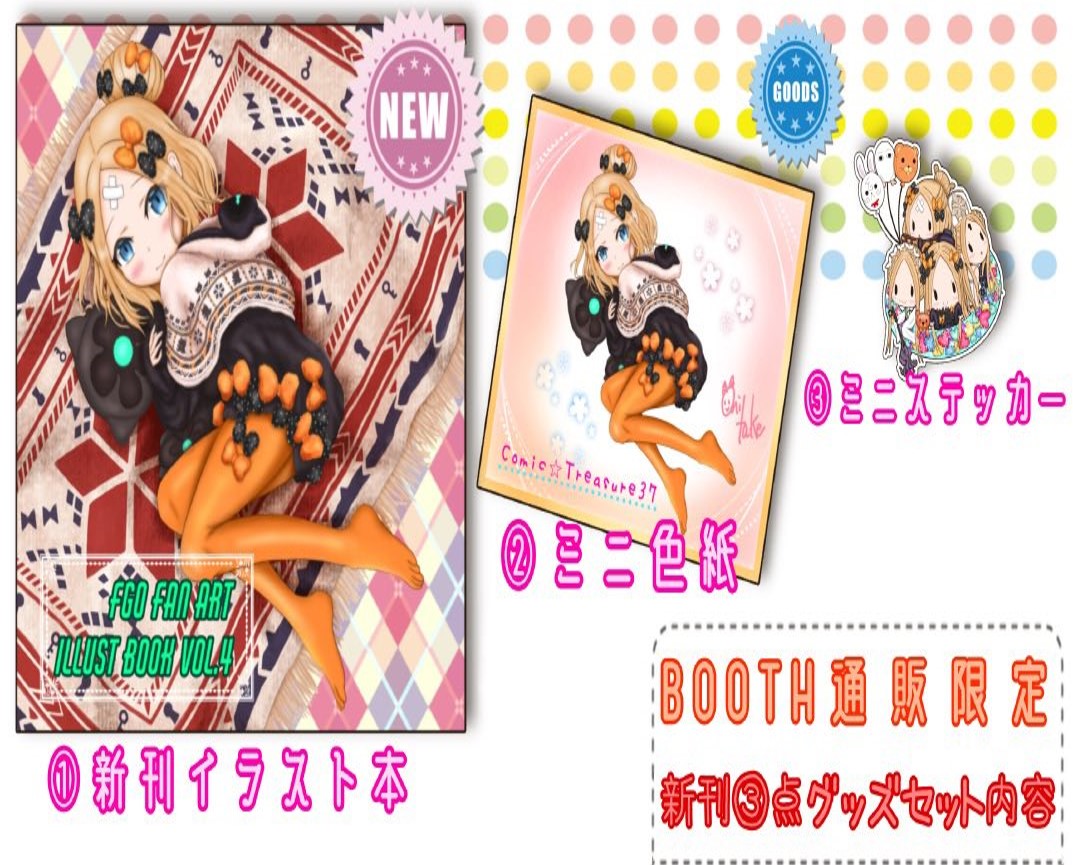 NEW
GOODS
FGO FAN ART
ILLUST BOOK VOL.4
①新刊イラスト本
Comic☆Treasure37
②ミニ色紙
③ミニステッカー
BOOTH通販限定
新刊③点グッズセット内容